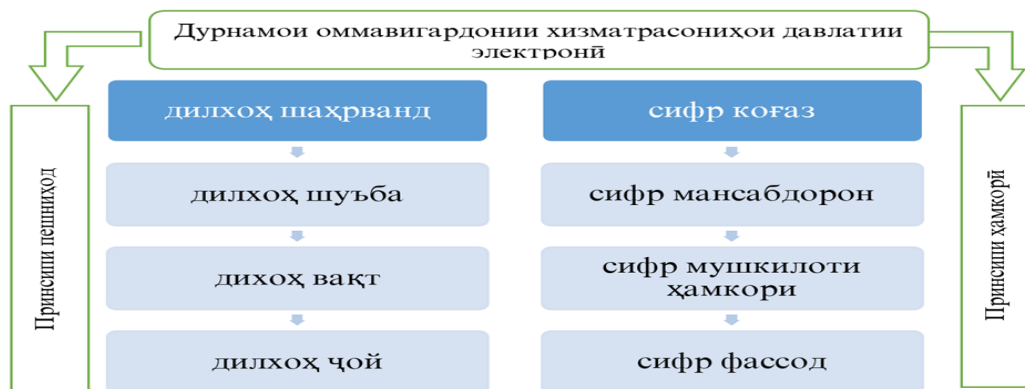 Дурнамои оммавигардонии хизматрасониҳои давлатии
электронӣ
Принсипи пешниҳод
дилхоҳ шаҳрванд
дилхоҳ шуъба
дихоҳ вақт
дилхоҳ ҷой
сифр коғаз
сифр мансабдорон
сифр мушкилоти
ҳамкори
сифр фассод
Принсипи ҳамкорӣ